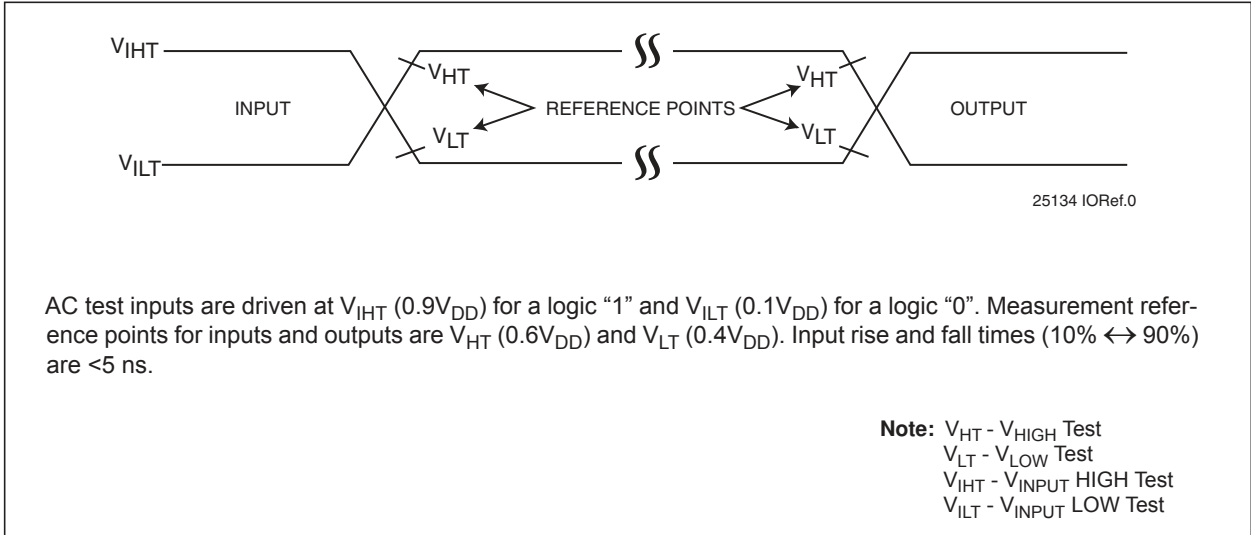 VIHT
VHT
VHT
INPUT
REFERENCE POINTS
OUTPUT
VLT
VLT
VILT
25134 IORef.0
AC test inputs are driven at VIHT (0.9VDD) for a logic “1” and VILT (0.1VDD) for a logic “0”. Measurement refer-
ence points for inputs and outputs are VHT (0.6VDD) and VLT (0.4VDD). Input rise and fall times (10% ↔ 90%)
are <5 ns.
Note: VHT - VHIGH Test
VLT - VLOW Test
VIHT - VINPUT HIGH Test
VILT - VINPUT LOW Test